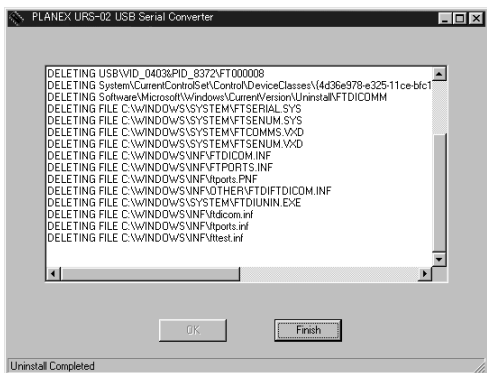 PLANEX URS-02 USB Serial Converter
DELETING USB\VID_0403&PID_8372\FT000008
DELETING System\CurrentControlSet\Control\DeviceClasses\{4d36e978-e325-11ce-bfc1
DELETING Software\Microsoft\Windows\CurrentVersion\Uninstall\FTDICOMM
DELETING FILE C:\WINDOWS\SYSTEM\FTSERIAL.SYS
DELETING FILE C:\WINDOWS\SYSTEM\FTSENUM.SYS
DELETING FILE C:\WINDOWS\SYSTEM\FTCOMMS.VXD
DELETING FILE C:\WINDOWS\SYSTEM\FTSENUM.VXD
DELETING FILE C:\WINDOWS\INF\FTDICOM.INF
DELETING FILE C:\WINDOWS\INF\FTPORTS.INF
DELETING FILE C:\WINDOWS\INF\ftports.PNF
DELETING FILE C:\WINDOWS\INF\OTHER\FTDIFTDICOM.INF
DELETING FILE C:\WINDOWS\SYSTEM\FTDIUNIN.EXE
DELETING FILE C:\WINDOWS\INF\ftdicom.inf
DELETING FILE C:\WINDOWS\INF\ftports.inf
DELETING FILE C:\WINDOWS\INF\fttest.inf
OK
Finish
Uninstall Completed